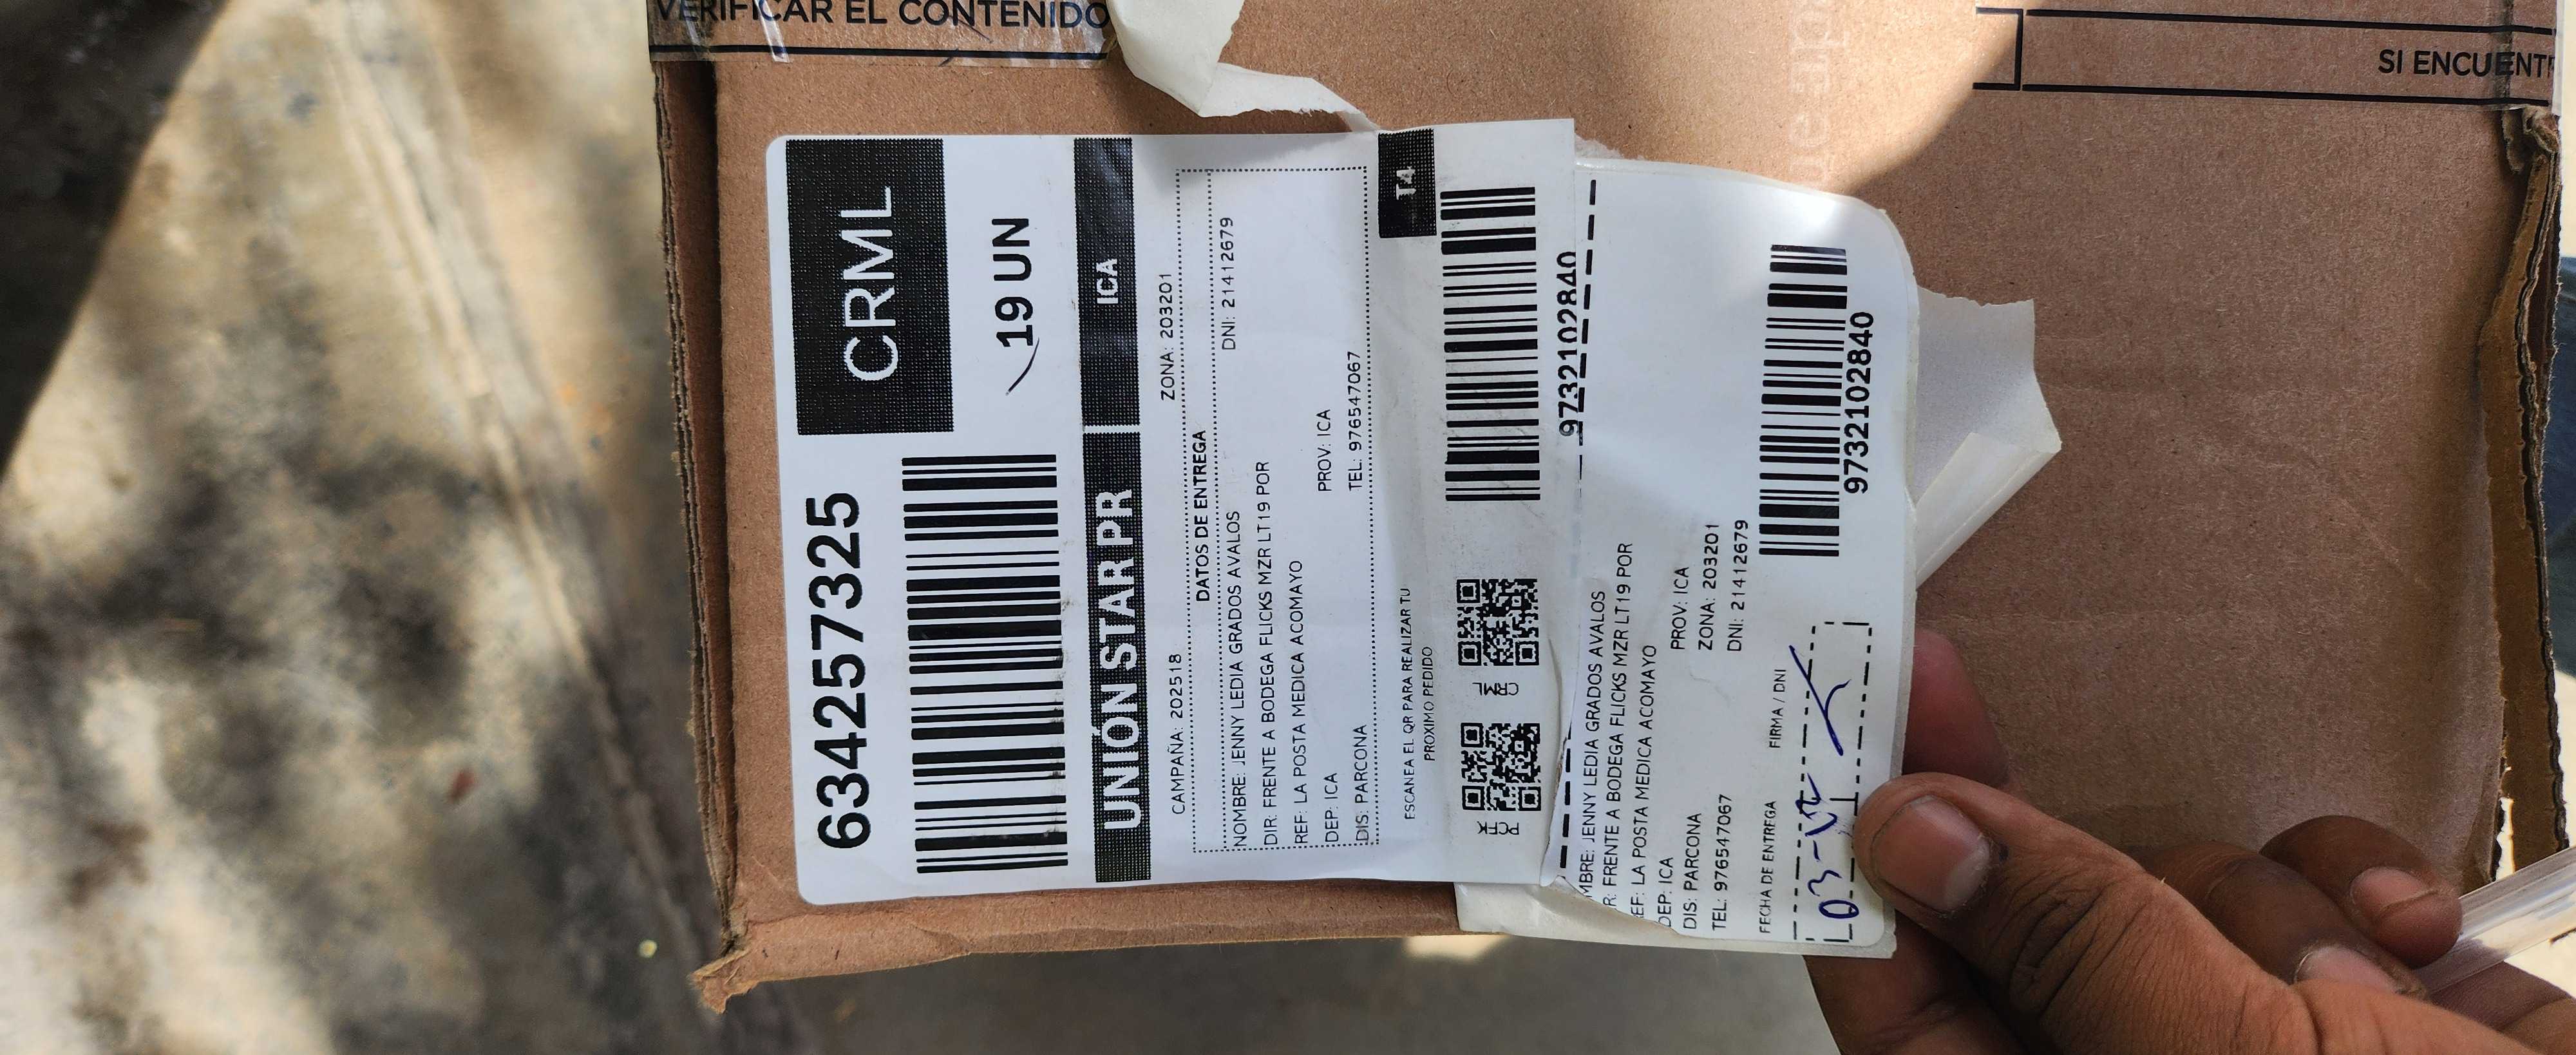 VERIFICAR EL CONTENIDO
SI ENCUENT
6342573 25
CRML
19 UN
UNIÓN STAR PR
ICA
CAMPAÑA: 202518
ZONA: 203201
DATOS DE ENTREGA
NOMBRE: JENNY LEDIA GRADOS AVALOS
DNI: 21412679
DIR: FRENTE A BODEGA FLICKS MZR LT19 POR
REF: LA POSTA MEDICA ACOMAYO
DEP: ICA
PROV: ICA
DIS: PARCONA
TEL: 976547067
T4
ESCANEA EL QR PARA REALIZAR TU
PROXIMO PEDIDO
CRML
9732102840
MBRE: JENNY LEDIA GRADOS AVALOS
R: FRENTE A BODEGA FLICKS MZR LT19 POR
EF: LA POSTA MEDICA ACOMAYO
DEP: ICA
PROV: ICA
DIS: PARCONA
ZONA: 203201
TEL: 976547067
DNI: 21412679
FECHA DE ENTREGA
FIRMA / DNI
9732102840